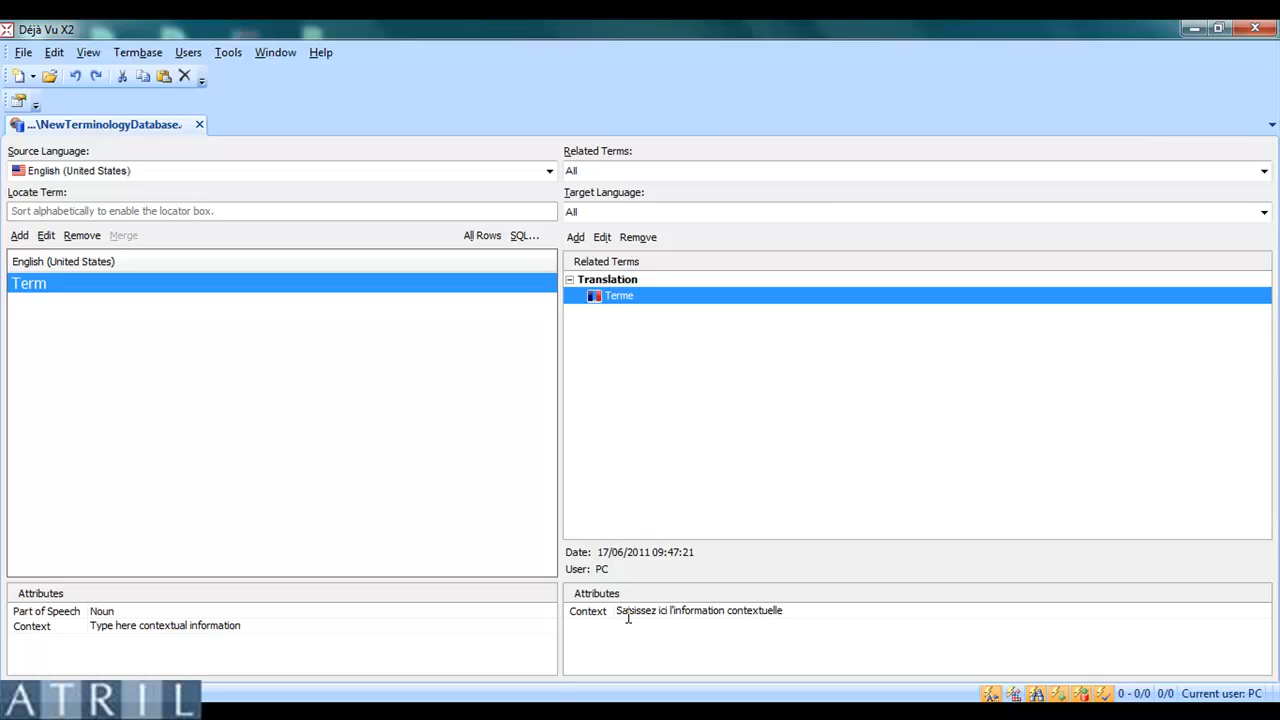 Déjà Vu X2
File Edit View Termbase Users Tools Window Help
...\NewTerminologyDatabase.
Source Language:
English (United States)
Locate Term:
Sort alphabetically to enable the locator box.
Add Edit Remove Merge All Rows SQL...
English (United States)
Term
Related Terms:
All
Target Language:
All
Add Edit Remove
Related Terms
Translation
Terme
Date: 17/06/2011 09:47:21
User: PC
Attributes
Part of Speech Noun
Context Type here contextual information
Attributes
Context Saisissez ici l'information contextuelle
ATRIL
0 - 0/0 0/0 Current user: PC